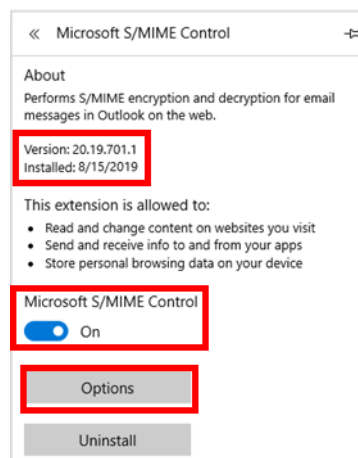 « Microsoft S/MIME Control
About
Performs S/MIME encryption and decryption for email
messages in Outlook on the web.
Version: 20.19.701.1
Installed: 8/15/2019
This extension is allowed to:
• Read and change content on websites you visit
• Send and receive info to and from your apps
• Store personal browsing data on your device
Microsoft S/MIME Control
On
Options
Uninstall